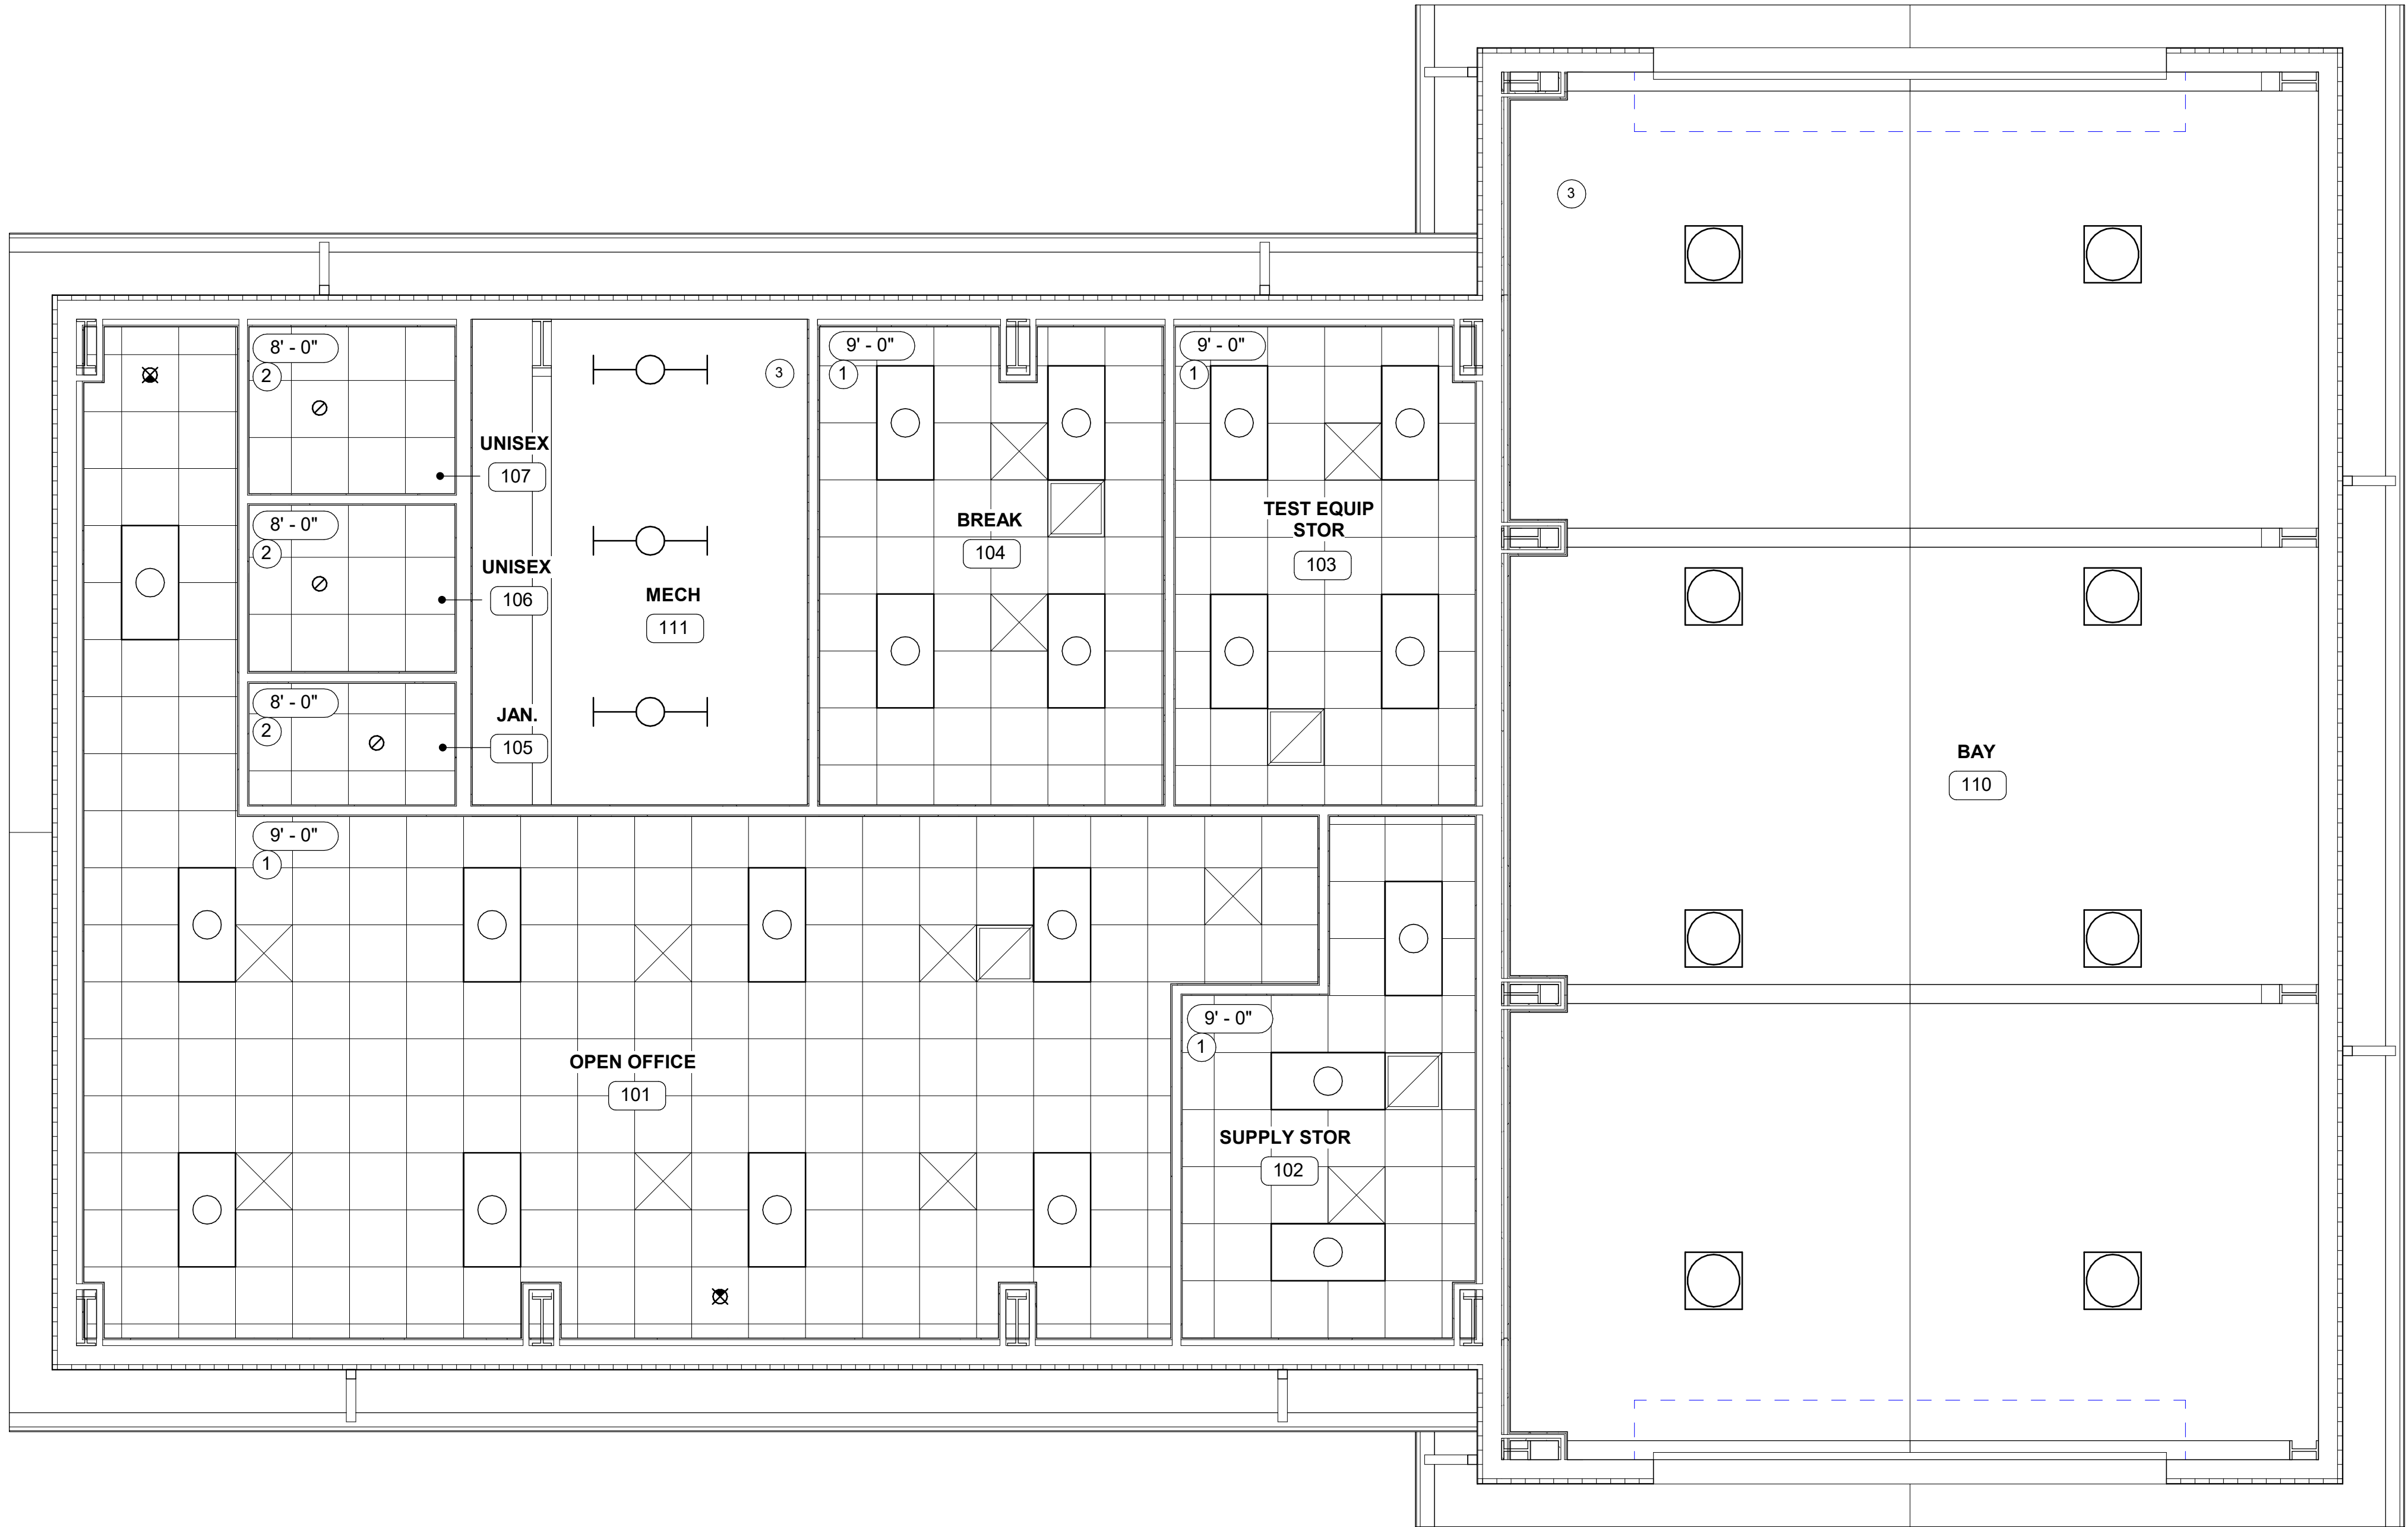 3
8' - 0"
2
UNISEX
107
8' - 0"
2
UNISEX
106
8' - 0"
2
JAN.
105
3
MECH
111
9' - 0"
1
BREAK
104
9' - 0"
1
TEST EQUIP
STOR
103
BAY
110
9' - 0"
1
OPEN OFFICE
101
9' - 0"
1
SUPPLY STOR
102